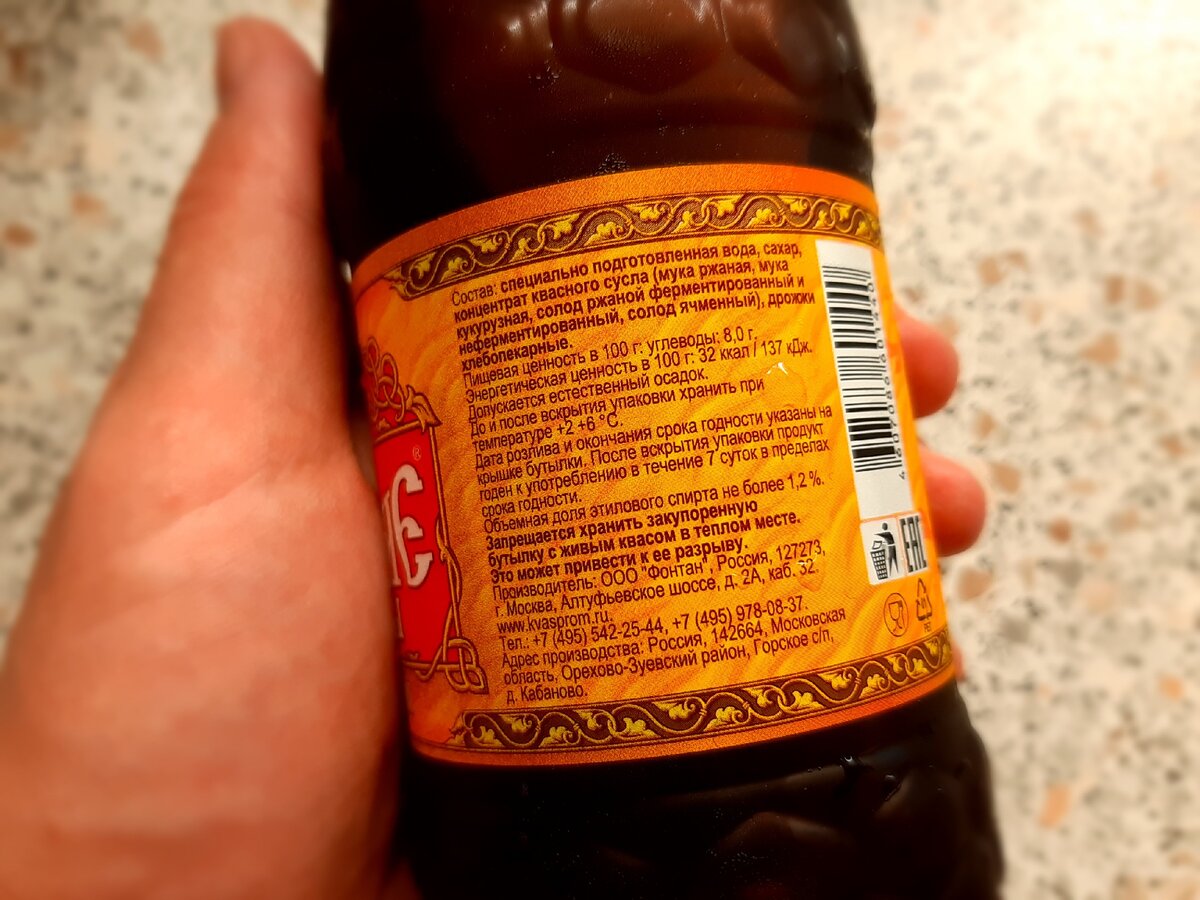 Состав: специально подготовленная вода, сахар,
концентрат квасного сусла (мука ржаная, мука
кукурузная, солод ржаной ферментированный и
неферментированный, солод ячменный), дрожжи
хлебопекарные.
Пищевая ценность в 100 г: углеводы: 8,0 г.
Энергетическая ценность в 100 г: 32 ккал / 137 кДж.
Допускается естественный осадок.
До и после вскрытия упаковки хранить при
температуре +2 +6 °С.
Дата розлива и окончания срока годности указаны на
крышке бутылки. После вскрытия упаковки продукт
годен к употреблению в течение 7 суток в пределах
срока годности.
Объемная доля этилового спирта не более 1,2 %.
Запрещается хранить закупоренную
бутылку с живым квасом в теплом месте.
Это может привести к ее разрыву.
Производитель: ООО "Фонтан", Россия, 127273,
г. Москва, Алтуфьевское шоссе, д. 2А, каб. 32.
www.kvasprom.ru.
Тел.: +7 (495) 542-25-44, +7 (495) 978-08-37.
Адрес производства: Россия, 142664, Московская
область, Орехово-Зуевский район, Горское с/п,
д. Кабаново.
EAC